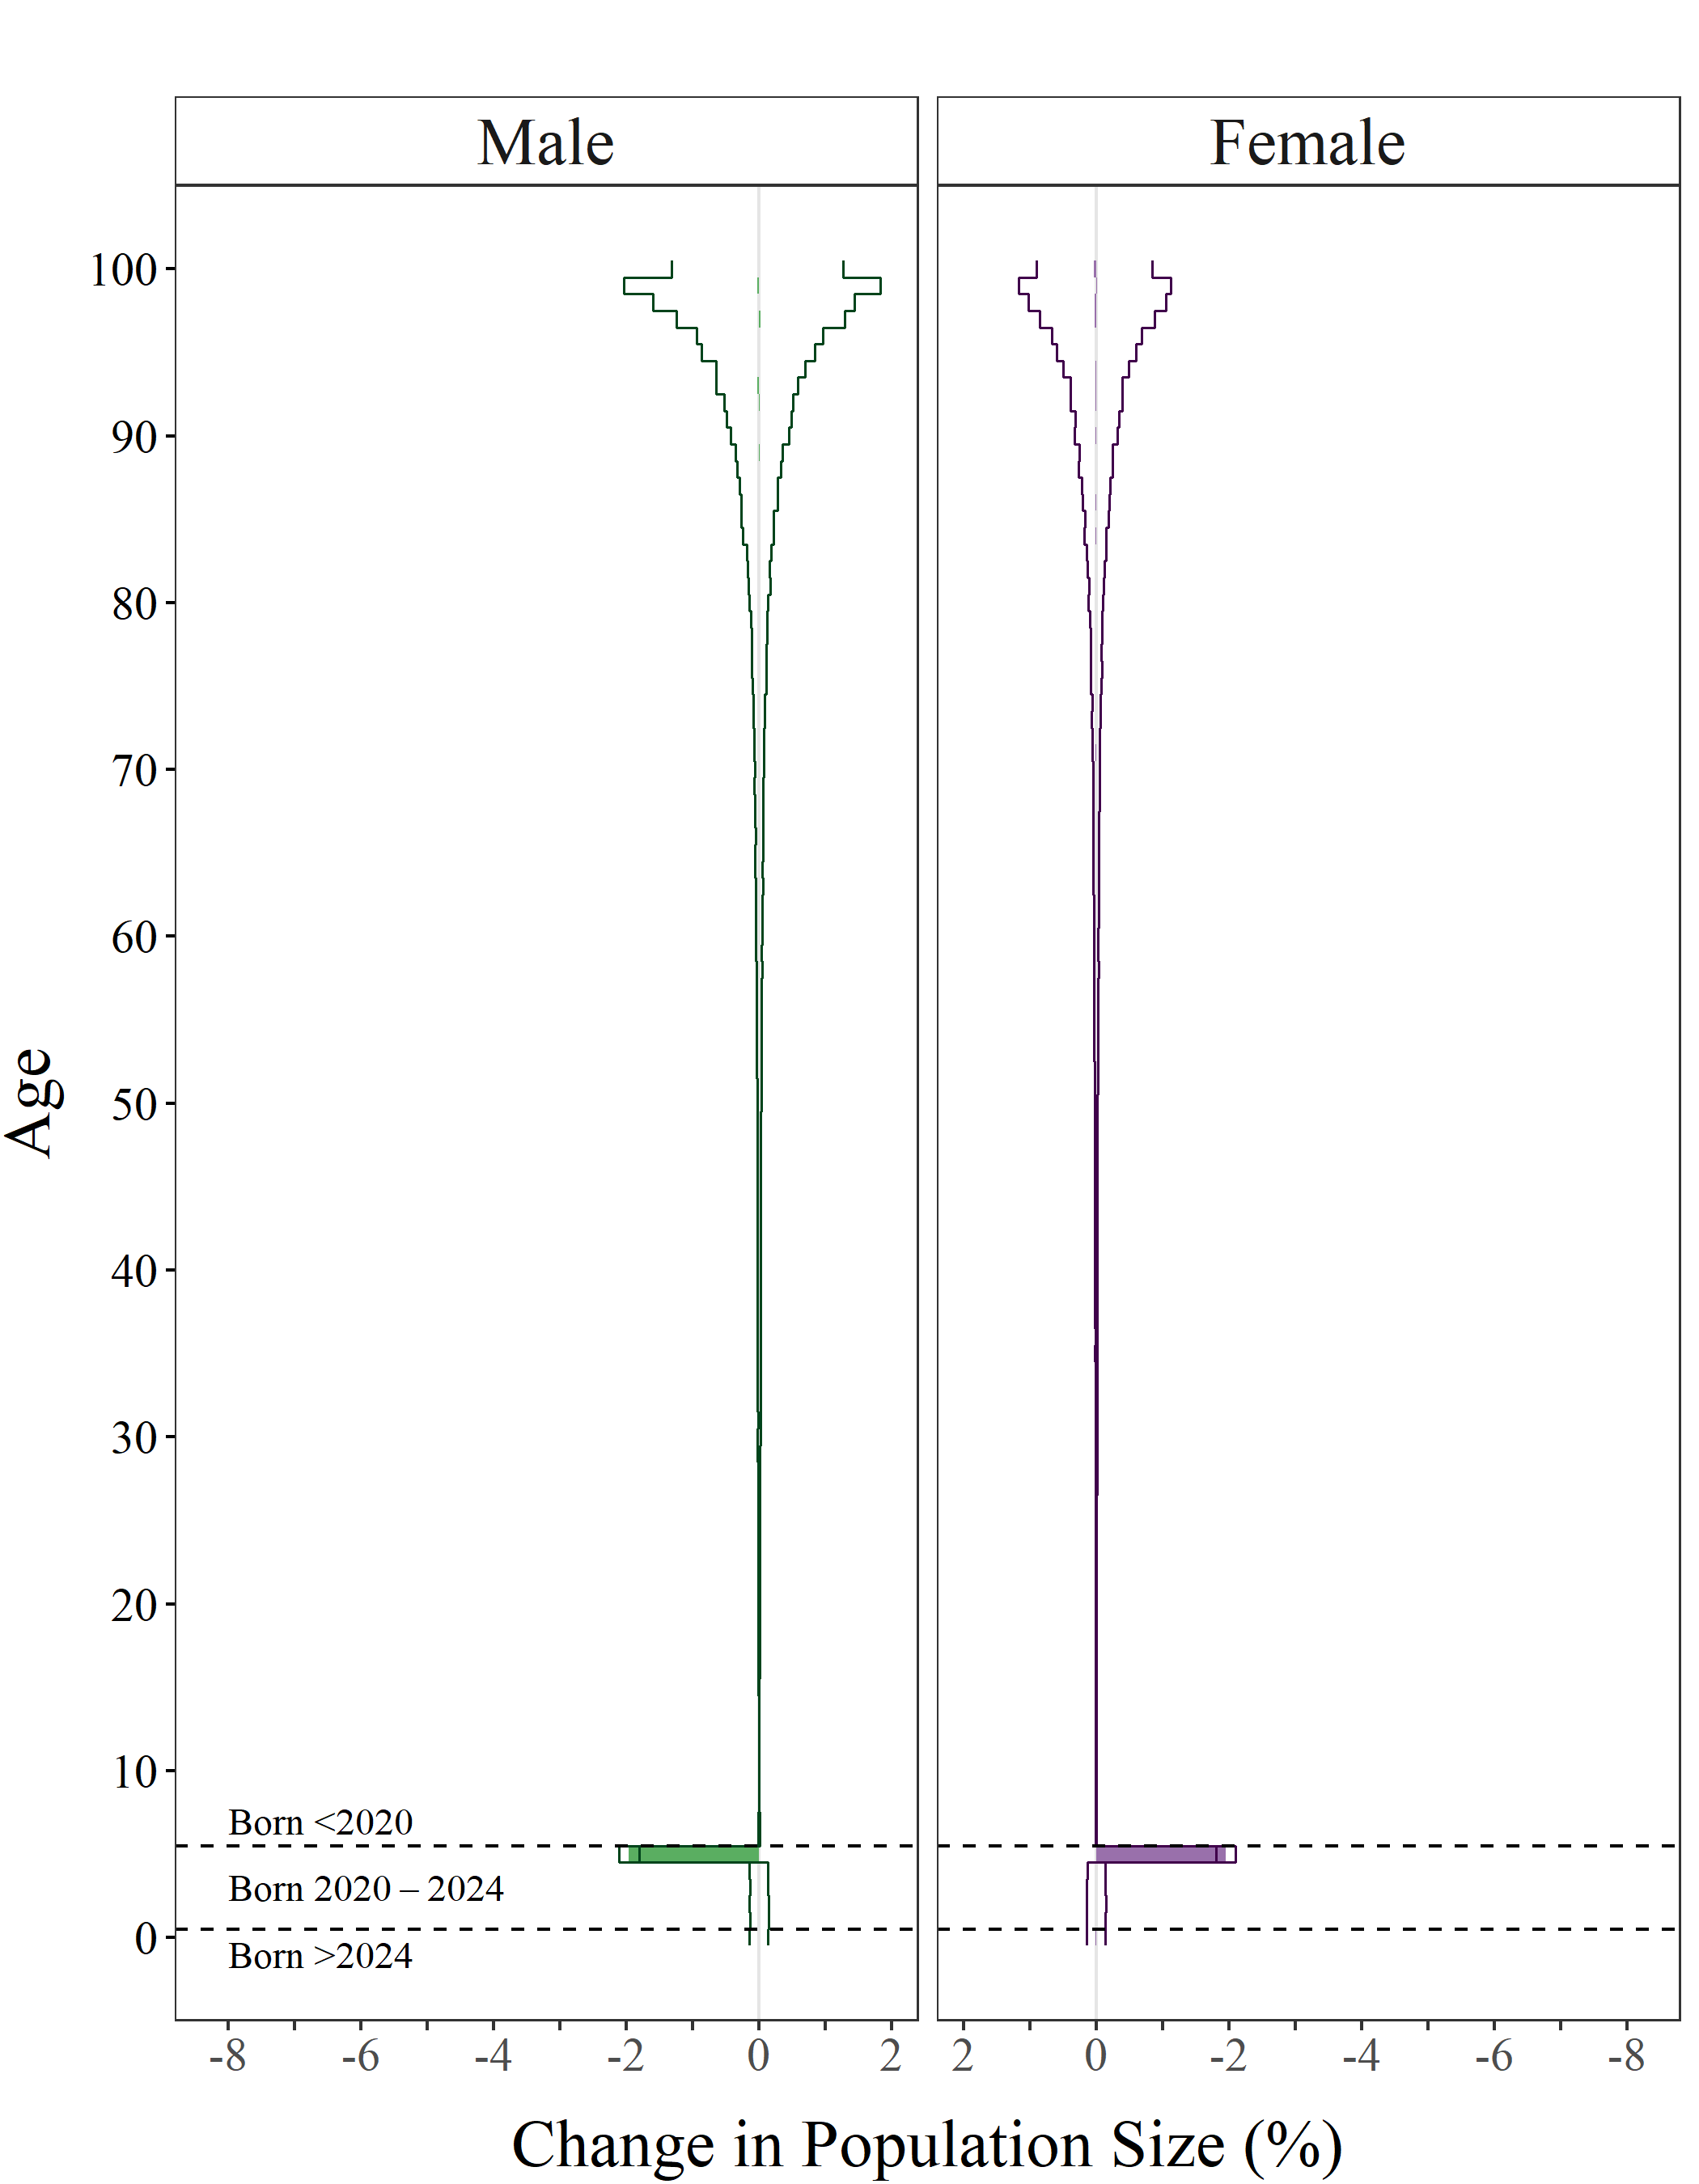 Male
Female
100
90
80
70
60
50
40
30
20
10
0
Age
Born <2020
Born 2020 – 2024
Born >2024
-8 -6 -4 -2 0 2
2 0 -2 -4 -6 -8
Change in Population Size (%)